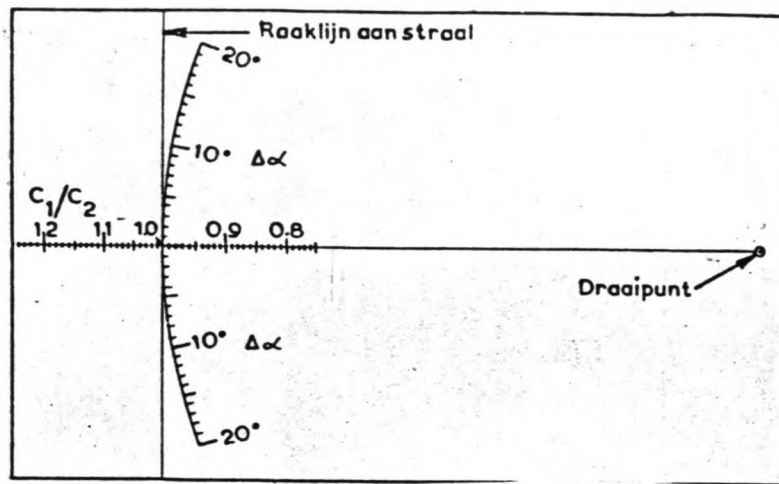 Raaklijn aan straal
20°
10° Δα
C₁/C₂
1.2 1.1 1.0 0.9 0.8
Draaipunt
10° Δα
20°